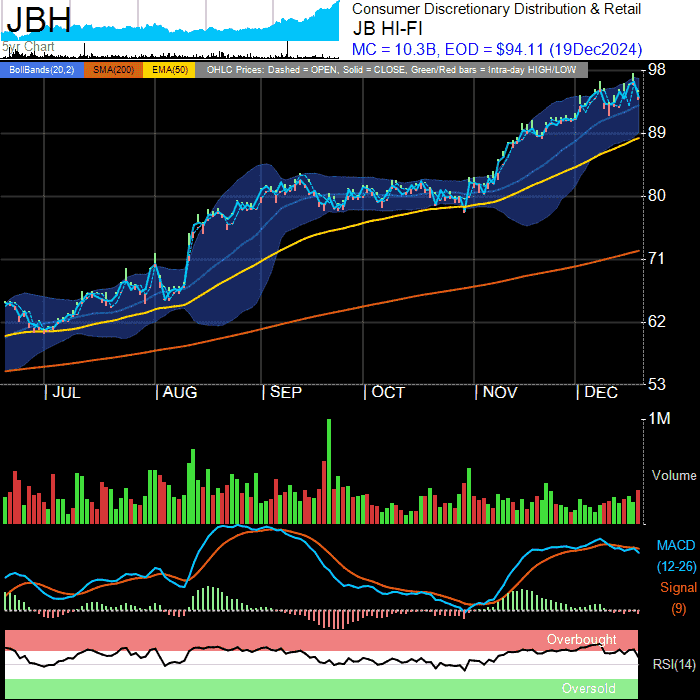 JBH
5yr Chart
Consumer Discretionary Distribution & Retail
JB HI-FI
MC = 10.3B, EOD = $94.11 (19Dec2024)
BollBands(20,2) SMA(200) EMA(50) OHLC Prices: Dashed = OPEN, Solid = CLOSE, Green/Red bars = Intra-day HIGH/LOW
98
89
80
71
62
53
JUL AUG SEP OCT NOV DEC
1M
Volume
MACD
(12-26)
Signal
(9)
Overbought
RSI(14)
Oversold